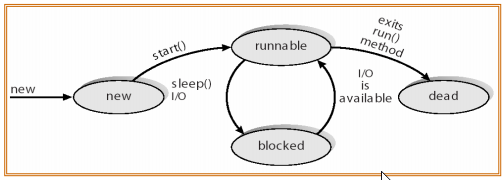 new
new
start()
sleep()
I/O
runnable
blocked
exits
run()
method
I/O
is
available
dead